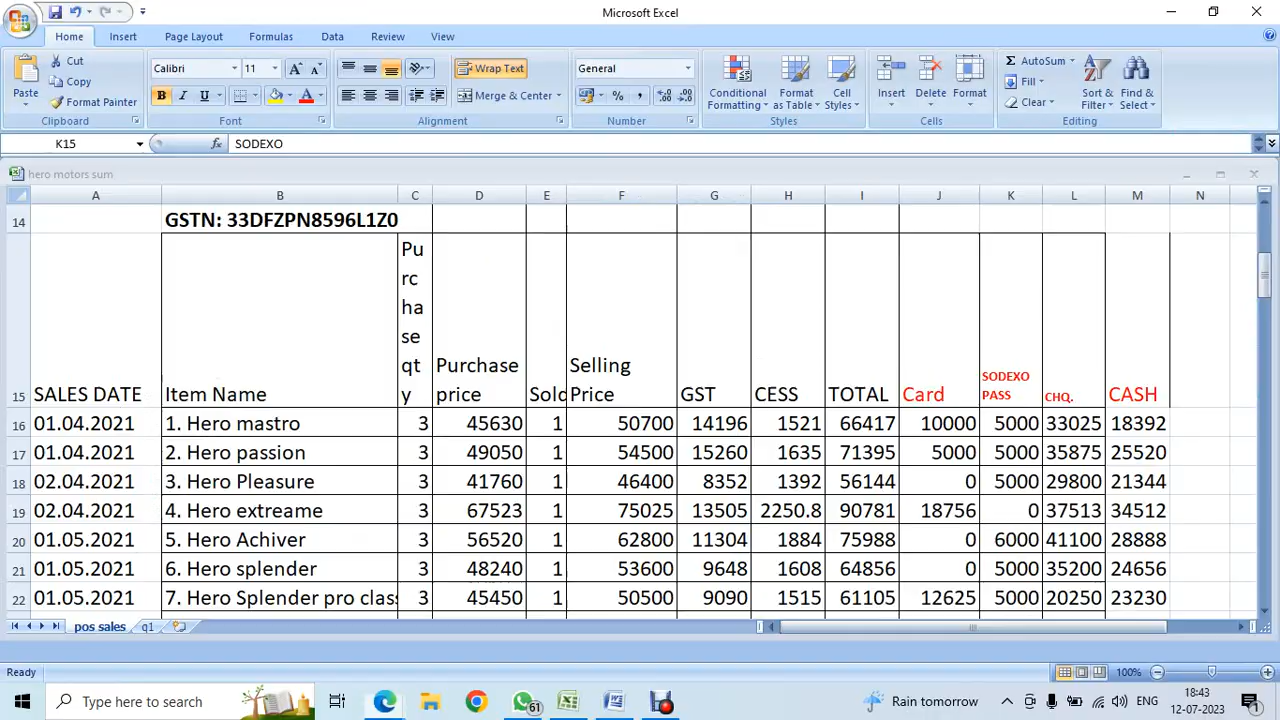 Microsoft Excel
Home Insert Page Layout Formulas Data Review View
Paste
Cut
Copy
Format Painter
Clipboard
Calibri 11
B I U
Font
Wrap Text
Merge & Center
Alignment
General
Number
Conditional Formatting
Format as Table
Cell Styles
Styles
Insert Delete Format
Cells
AutoSum
Fill
Clear
Sort & Filter
Find & Select
Editing
K15 fx SODEXO
hero motors sum
A B C D E F G H I J K L M N
14 GSTN: 33DFZPN8596L1Z0
15 SALES DATE Item Name Purchase qty Purchase price Sold Selling Price GST CESS TOTAL Card SODEXO PASS CHQ. CASH
16 01.04.2021 1. Hero mastro 3 45630 1 50700 14196 1521 66417 10000 5000 33025 18392
17 01.04.2021 2. Hero passion 3 49050 1 54500 15260 1635 71395 5000 5000 35875 25520
18 02.04.2021 3. Hero Pleasure 3 41760 1 46400 8352 1392 56144 0 5000 29800 21344
19 02.04.2021 4. Hero extreame 3 67523 1 75025 13505 2250.8 90781 18756 0 37513 34512
20 01.05.2021 5. Hero Achiver 3 56520 1 62800 11304 1884 75988 0 6000 41100 28888
21 01.05.2021 6. Hero splender 3 48240 1 53600 9648 1608 64856 0 5000 35200 24656
22 01.05.2021 7. Hero Splender pro clas 3 45450 1 50500 9090 1515 61105 12625 5000 20250 23230
pos sales q1
Ready 100%
Type here to search 61 Rain tomorrow ENG 18:43
12-07-2023 1